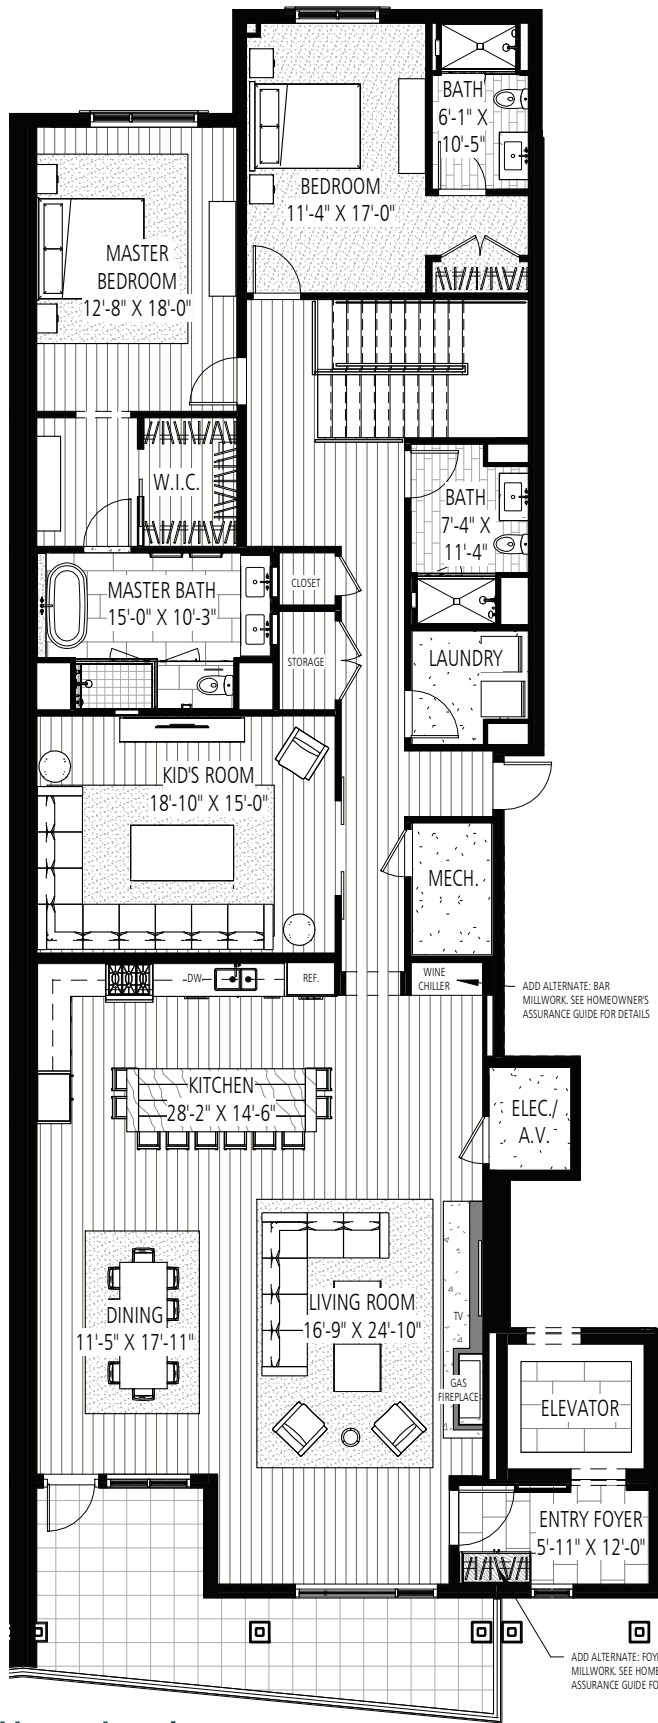 BATH
6'-1" X
10'-5"
BEDROOM
11'-4" X 17'-0"
MASTER
BEDROOM
12'-8" X 18'-0"
W.I.C.
BATH
7'-4" X
11'-4"
CLOSET
MASTER BATH
15'-0" X 10'-3"
STORAGE
LAUNDRY
KID'S ROOM
18'-10" X 15'-0"
MECH.
DW
REF.
WINE
CHILLER
ADD ALTERNATE: BAR
MILLWORK. SEE HOMEOWNER'S
ASSURANCE GUIDE FOR DETAILS
KITCHEN
28'-2" X 14'-6"
ELEC./
A.V.
LIVING ROOM
16'-9" X 24'-10"
DINING
11'-5" X 17'-11"
TV
GAS
FIREPLACE
ELEVATOR
ENTRY FOYER
5'-11" X 12'-0"
ADD ALTERNATE: FOY
MILLWORK. SEE HOME
ASSURANCE GUIDE FO